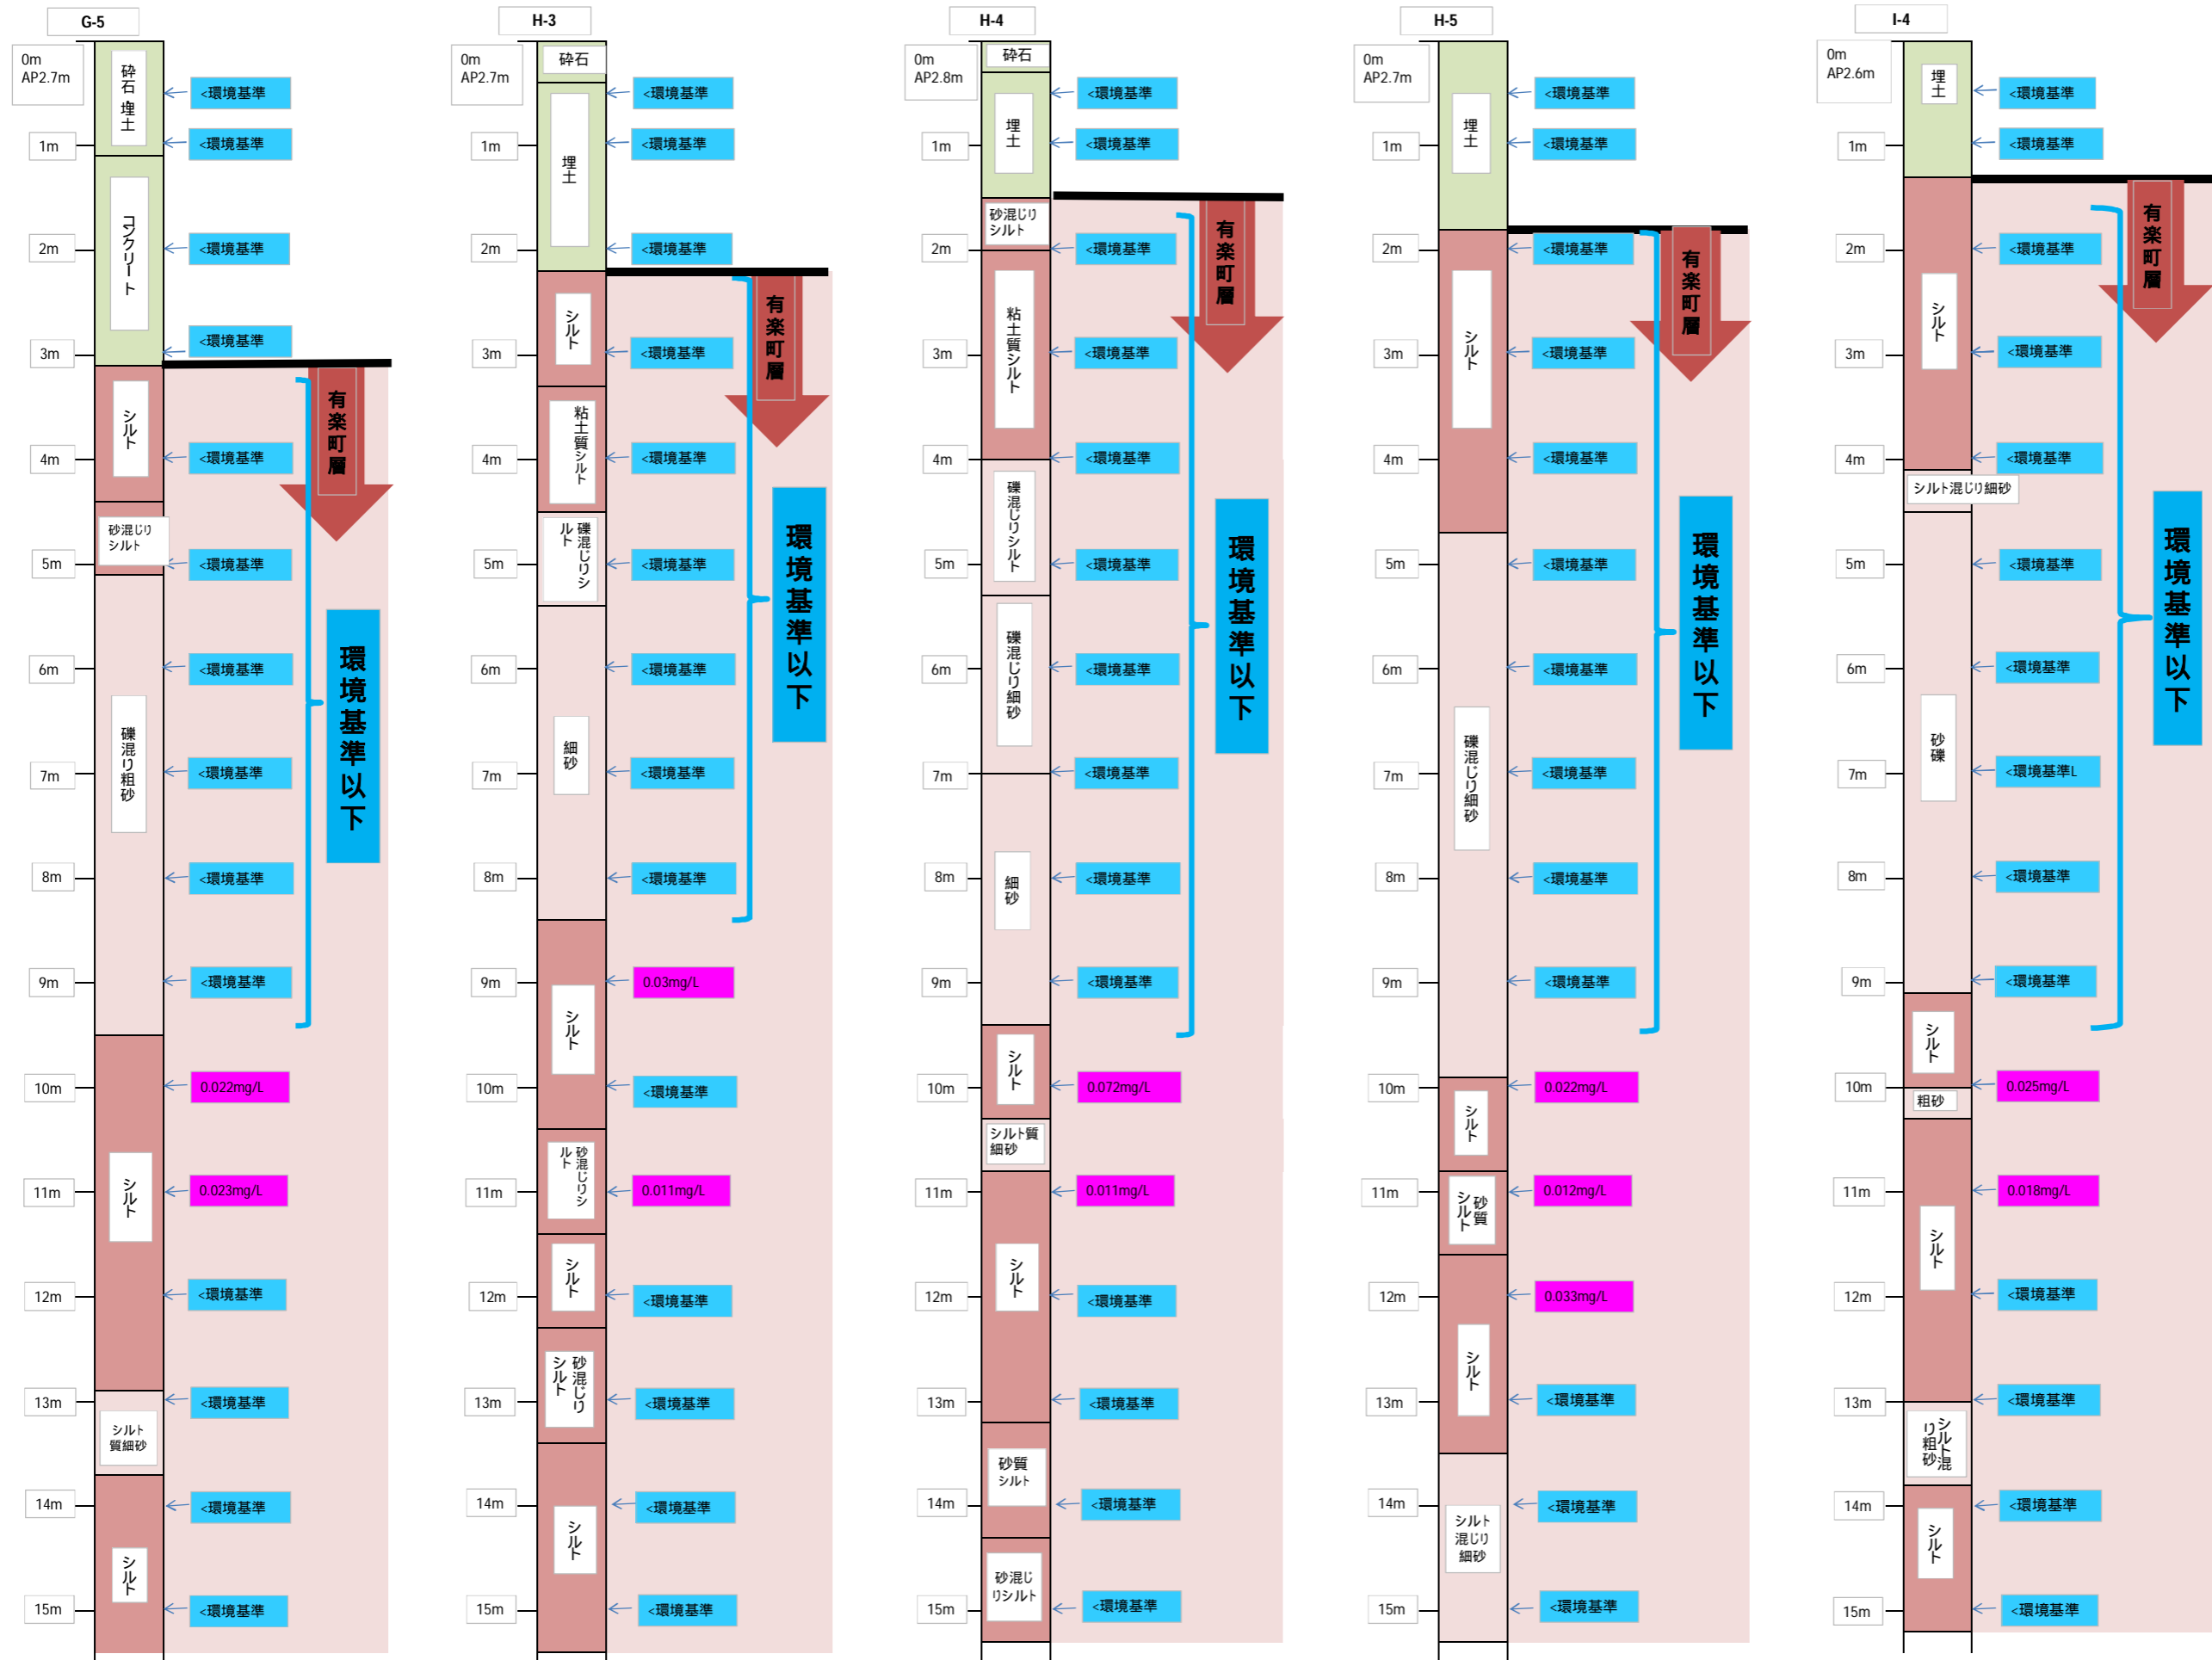 G-5
0m
AP2.7m
砕石・埋土
<環境基準
1m
<環境基準
コンクリート
2m
<環境基準
<環境基準
3m
有楽町層
シルト
4m
<環境基準
砂混じり
シルト
5m
<環境基準
環境基準以下
6m
<環境基準
礫混り粗砂
7m
<環境基準
8m
<環境基準
9m
<環境基準
10m
0.022mg/L
シルト
11m
0.023mg/L
12m
<環境基準
13m
<環境基準
シルト
質細砂
14m
<環境基準
シルト
15m
<環境基準
H-3
0m
AP2.7m
砕石
<環境基準
埋土
1m
<環境基準
2m
<環境基準
有楽町層
シルト
3m
<環境基準
粘土質シルト
4m
<環境基準
礫混じりシ
ルト
5m
<環境基準
環境基準以下
6m
<環境基準
細砂
7m
<環境基準
8m
<環境基準
9m
0.03mg/L
シルト
10m
<環境基準
砂混じりシ
ルト
11m
0.011mg/L
シルト
12m
<環境基準
砂混じり
シルト
13m
<環境基準
14m
<環境基準
シルト
15m
<環境基準
H-4
0m
AP2.8m
砕石
<環境基準
埋土
1m
<環境基準
砂混じり
シルト
有楽町層
2m
<環境基準
粘土質シルト
3m
<環境基準
4m
<環境基準
礫混じりシルト
5m
<環境基準
環境基準以下
礫混じり細砂
6m
<環境基準
7m
<環境基準
細砂
8m
<環境基準
9m
<環境基準
シルト
10m
0.072mg/L
シルト質
細砂
11m
0.011mg/L
シルト
12m
<環境基準
13m
<環境基準
砂質
シルト
14m
<環境基準
砂混じ
りシルト
15m
<環境基準
H-5
0m
AP2.7m
<環境基準
埋土
1m
<環境基準
2m
<環境基準
有楽町層
シルト
3m
<環境基準
4m
<環境基準
5m
<環境基準
環境基準以下
6m
<環境基準
礫混じり細砂
7m
<環境基準
8m
<環境基準
9m
<環境基準
10m
0.022mg/L
シルト
11m
0.012mg/L
砂質
シルト
12m
0.033mg/L
シルト
13m
<環境基準
14m
<環境基準
シルト
混じり
細砂
15m
<環境基準
I-4
0m
AP2.6m
埋土
<環境基準
1m
<環境基準
有楽町層
2m
<環境基準
シルト
3m
<環境基準
4m
<環境基準
シルト混じり細砂
5m
<環境基準
環境基準以下
6m
<環境基準
砂礫
7m
<環境基準L
8m
<環境基準
9m
<環境基準
シルト
10m
0.025mg/L
粗砂
11m
0.018mg/L
シルト
12m
<環境基準
13m
<環境基準
シルト混
り粗砂
14m
<環境基準
シルト
15m
<環境基準